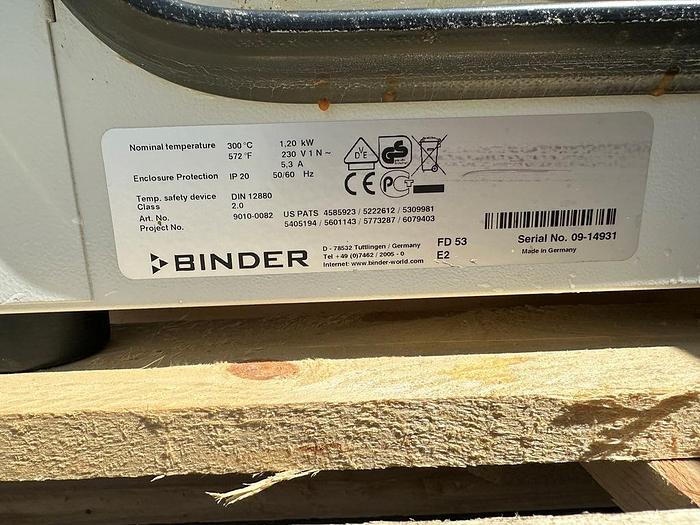 Nominal temperature 300 °C 1,20 kW
572 °F 230 V 1 N ~
5,3 A
Enclosure Protection IP 20 50/60 Hz
Temp. safety device DIN 12880
Class 2.0
Art. No. 9010-0082 US PATS 4585923 / 5222612 / 5309981
Project No. 5405194 / 5601143 / 5773287 / 6079403
VDE
GS
CE
BINDER
D - 78532 Tuttlingen / Germany
Tel +49 (0)7462 / 2005 - 0
Internet: www.binder-world.com
FD 53
E2
Serial No. 09-14931
Made in Germany